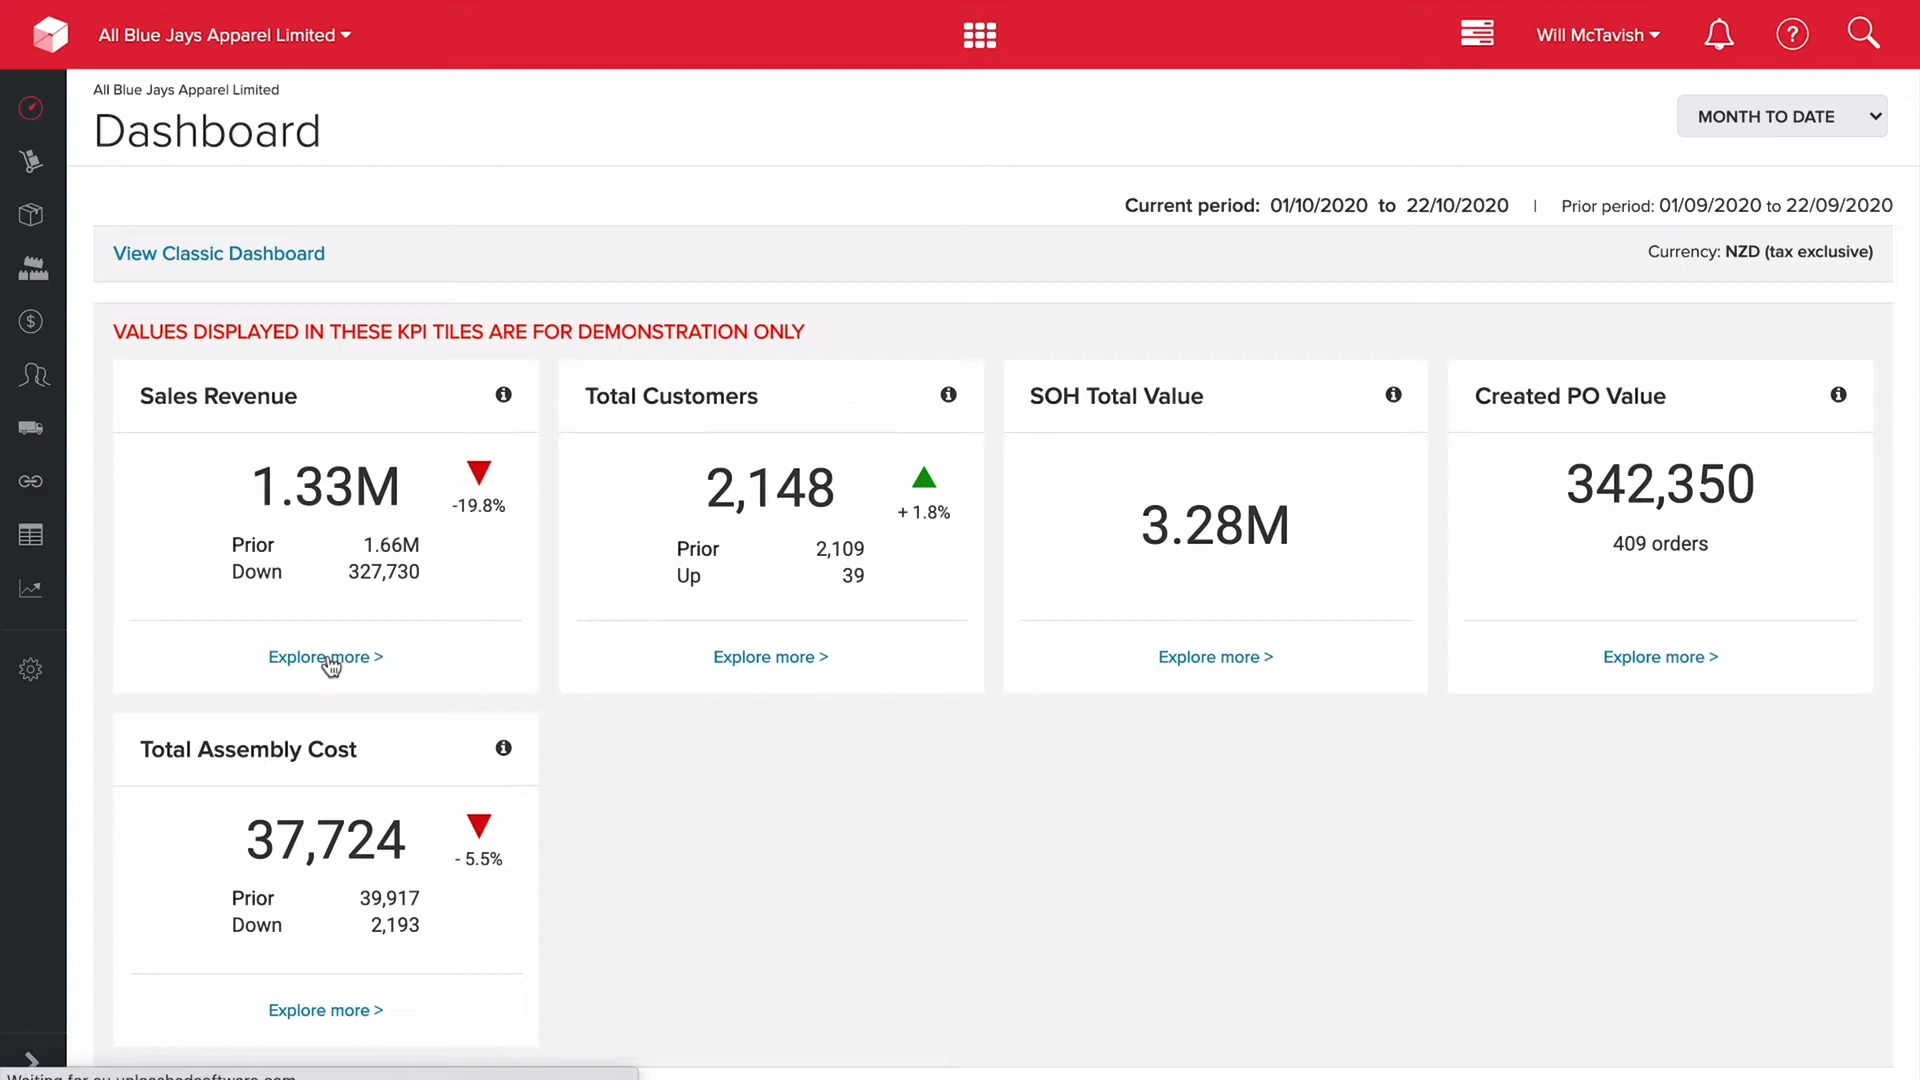 All Blue Jays Apparel Limited
Will McTavish
?
All Blue Jays Apparel Limited
Dashboard
MONTH TO DATE
Current period: 01/10/2020 to 22/10/2020 | Prior period: 01/09/2020 to 22/09/2020
View Classic Dashboard
Currency: NZD (tax exclusive)
VALUES DISPLAYED IN THESE KPI TILES ARE FOR DEMONSTRATION ONLY
Sales Revenue
1.33M
-19.8%
Prior 1.66M
Down 327,730
Explore more >
Total Customers
2,148
+ 1.8%
Prior 2,109
Up 39
Explore more >
SOH Total Value
3.28M
Explore more >
Created PO Value
342,350
409 orders
Explore more >
Total Assembly Cost
37,724
- 5.5%
Prior 39,917
Down 2,193
Explore more >